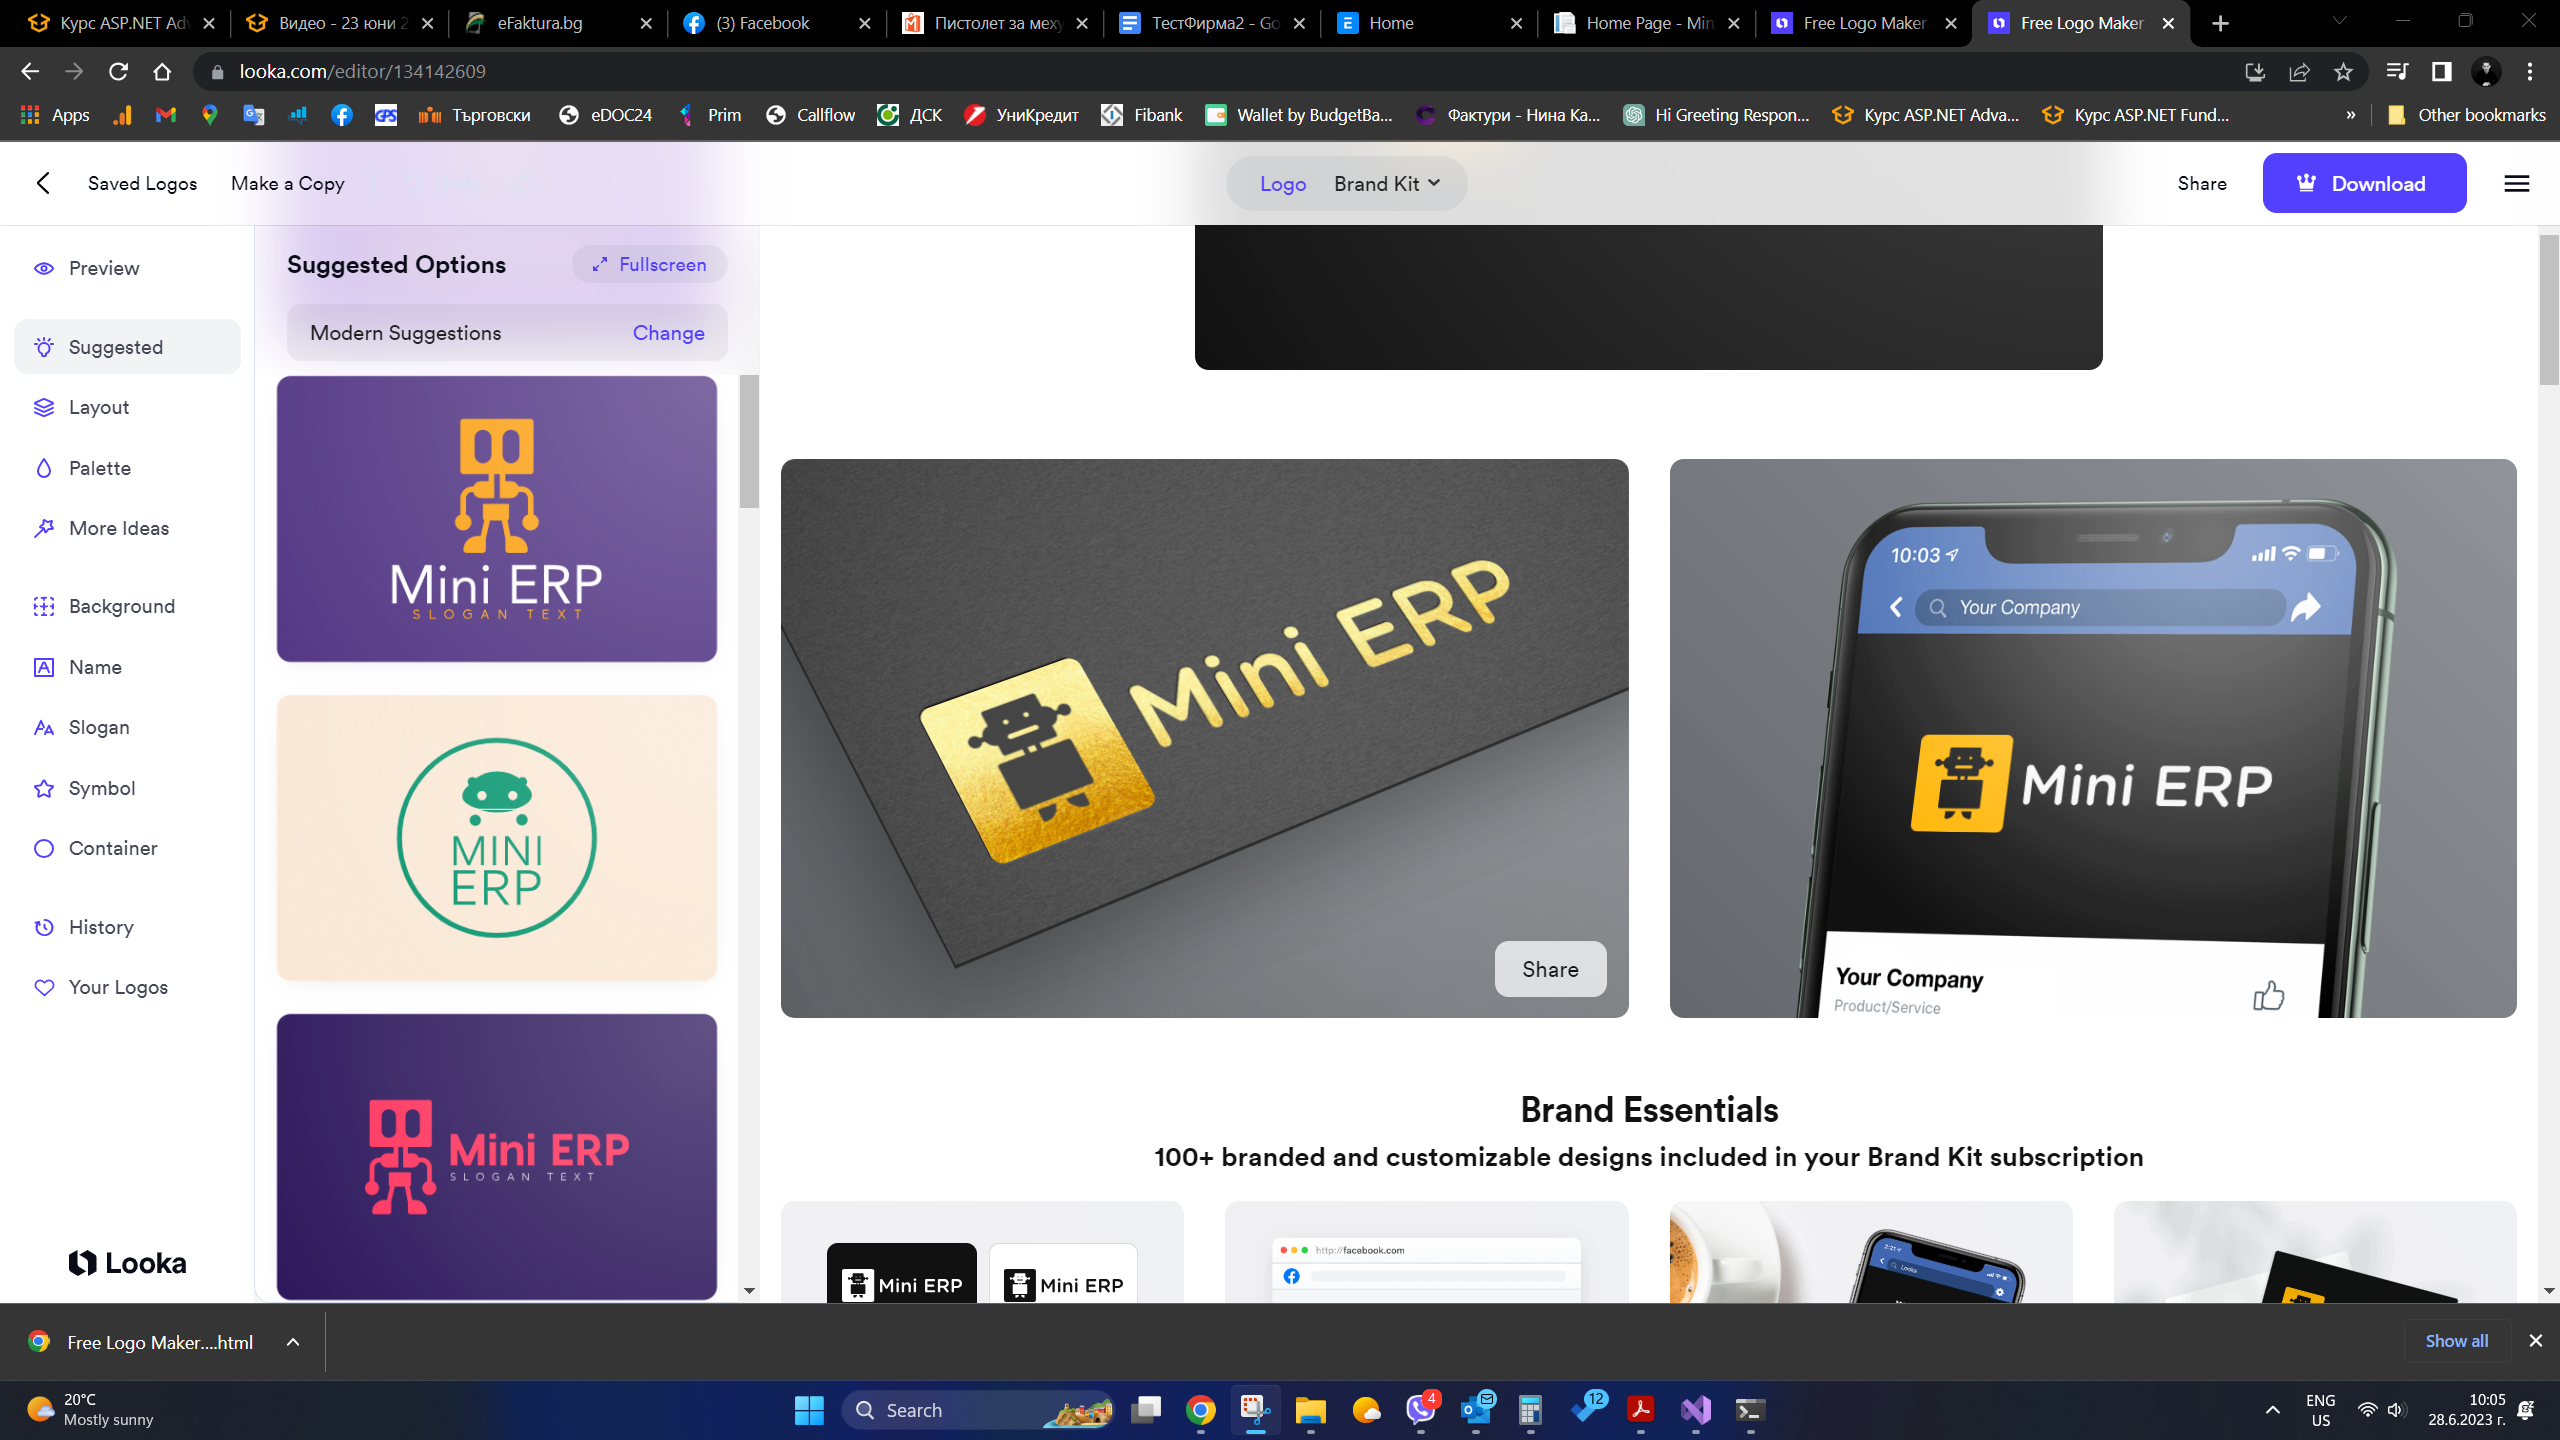 Курс ASP.NET Adv
Видео - 23 юни 2
eFaktura.bg
(3) Facebook
Пистолет за меху
ТестФирма2 - Go
Home
Home Page - Min
Free Logo Maker
Free Logo Maker
looka.com/editor/134142609
Apps
Търговски
eDOC24
Prim
Callflow
ДСК
УниКредит
Fibank
Wallet by BudgetBa...
Фактури - Нина Ка...
Hi Greeting Respon...
Курс ASP.NET Adva...
Курс ASP.NET Fund...
»
Other bookmarks
Saved Logos
Make a Copy
Logo
Brand Kit
Share
Download
Preview
Suggested
Layout
Palette
More Ideas
Background
Name
Slogan
Symbol
Container
History
Your Logos
Looka
Suggested Options
Fullscreen
Modern Suggestions
Change
Mini ERP
SLOGAN TEXT
MINI
ERP
Mini ERP
SLOGAN TEXT
Mini ERP
Share
10:03
Your Company
Mini ERP
Your Company
Product/Service
Brand Essentials
100+ branded and customizable designs included in your Brand Kit subscription
Mini ERP
Mini ERP
http://facebook.com
2:21
Looka
Free Logo Maker....html
Show all
20°C
Mostly sunny
Search
4
12
ENG
US
10:05
28.6.2023 г.